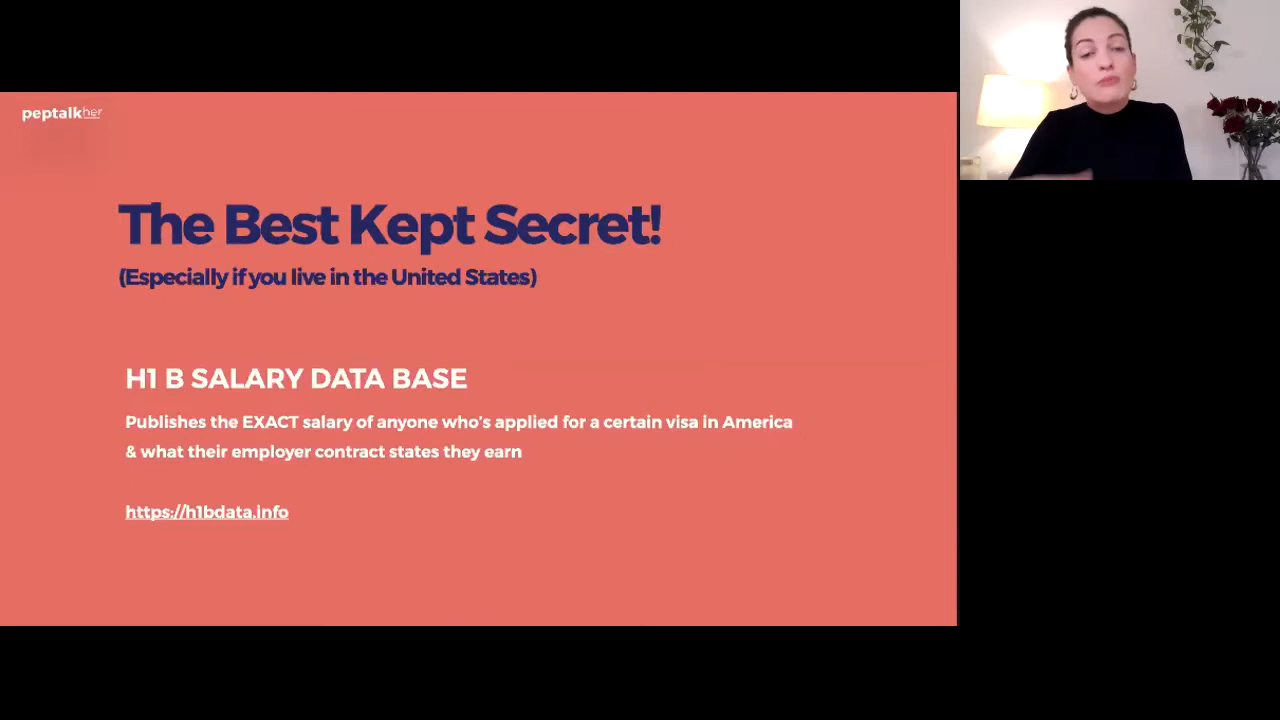 peptalkher
The Best Kept Secret!
(Especially if you live in the United States)
H1 B SALARY DATA BASE
Publishes the EXACT salary of anyone who's applied for a certain visa in America
& what their employer contract states they earn
https://h1bdata.info